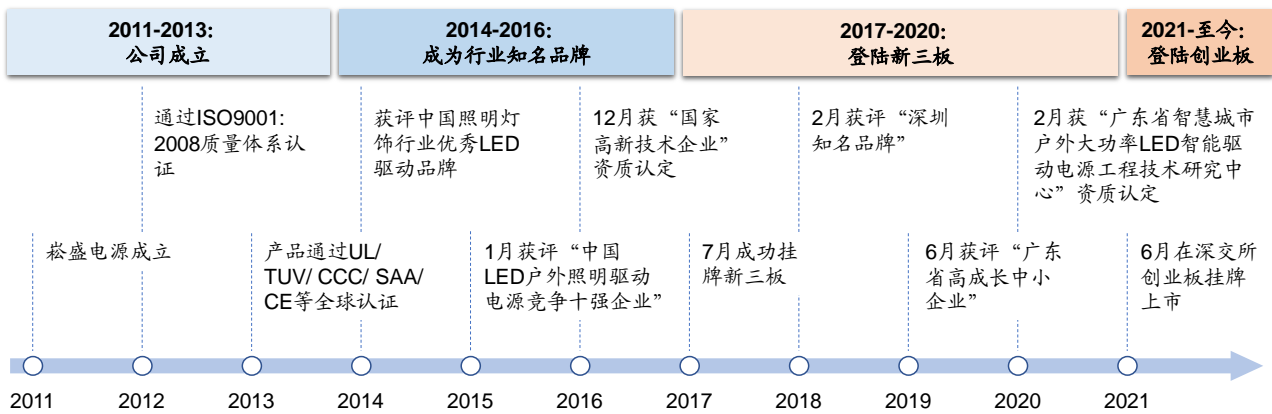 2011-2013:
公司成立
2014-2016:
成为行业知名品牌
2017-2020:
登陆新三板
2021-至今:
登陆创业板
通过ISO9001:
2008质量体系认
证
获评中国照明灯
饰行业优秀LED
驱动品牌
12月获“国家
高新技术企业”
资质认定
2月获评“深圳
知名品牌”
2月获“广东省智慧城市
户外大功率LED智能驱
动电源工程技术研究中
心”资质认定
崧盛电源成立
产品通过UL/
TUV/ CCC/ SAA/
CE等全球认证
1月获评“中国
LED户外照明驱动
电源竞争十强企业”
7月成功挂
牌新三板
6月获评“广东
省高成长中小
企业”
6月在深交所
创业板挂牌
上市
2011
2012
2013
2014
2015
2016
2017
2018
2019
2020
2021